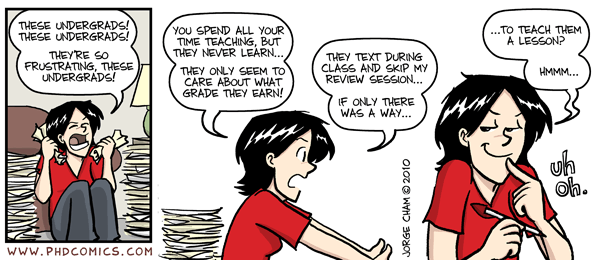 THESE UNDERGRADS!
THESE UNDERGRADS!
THEY'RE SO
FRUSTRATING, THESE
UNDERGRADS!
YOU SPEND ALL YOUR
TIME TEACHING, BUT
THEY NEVER LEARN...
THEY ONLY SEEM TO
CARE ABOUT WHAT
GRADE THEY EARN!
THEY TEXT DURING
CLASS AND SKIP MY
REVIEW SESSION...
IF ONLY THERE
WAS A WAY...
...TO TEACH THEM
A LESSON?
HMMM...
uh
oh.
JORGE CHAM © 2010
WWW.PHDCOMICS.COM